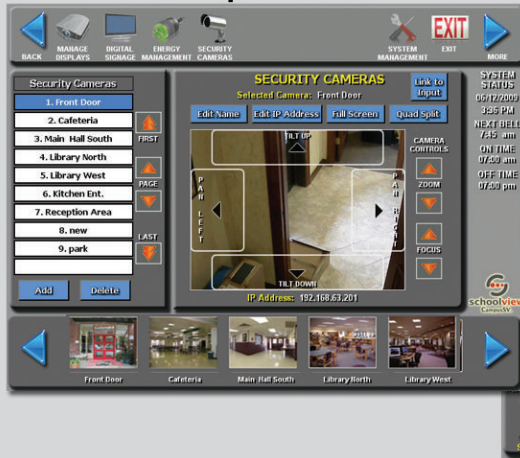 BACK
MANAGE DISPLAYS
DIGITAL SIGNAGE
ENERGY MANAGEMENT
SECURITY CAMERAS
SYSTEM MANAGEMENT
EXIT
EXIT
MORE
Security Cameras
1. Front Door
2. Cafeteria
3. Main Hall South
4. Library North
5. Library West
6. Kitchen Ent.
7. Reception Area
8. new
9. park
Add
Delete
FIRST
PAGE
LAST
SECURITY CAMERAS
Selected Camera: Front Door
Link to Input
Edit Name
Edit IP Address
Full Screen
Quad Split
TILT UP
PAN LEFT
PAN RIGHT
TILT DOWN
CAMERA CONTROLS
ZOOM
FOCUS
IP Address: 192.168.63.201
SYSTEM STATUS
06/12/2009
3:36 PM
NEXT BELL
7:45 am
ON TIME
07:00 am
OFF TIME
07:00 pm
schoolview
CampusSV
Front Door
Cafeteria
Main Hall South
Library North
Library West